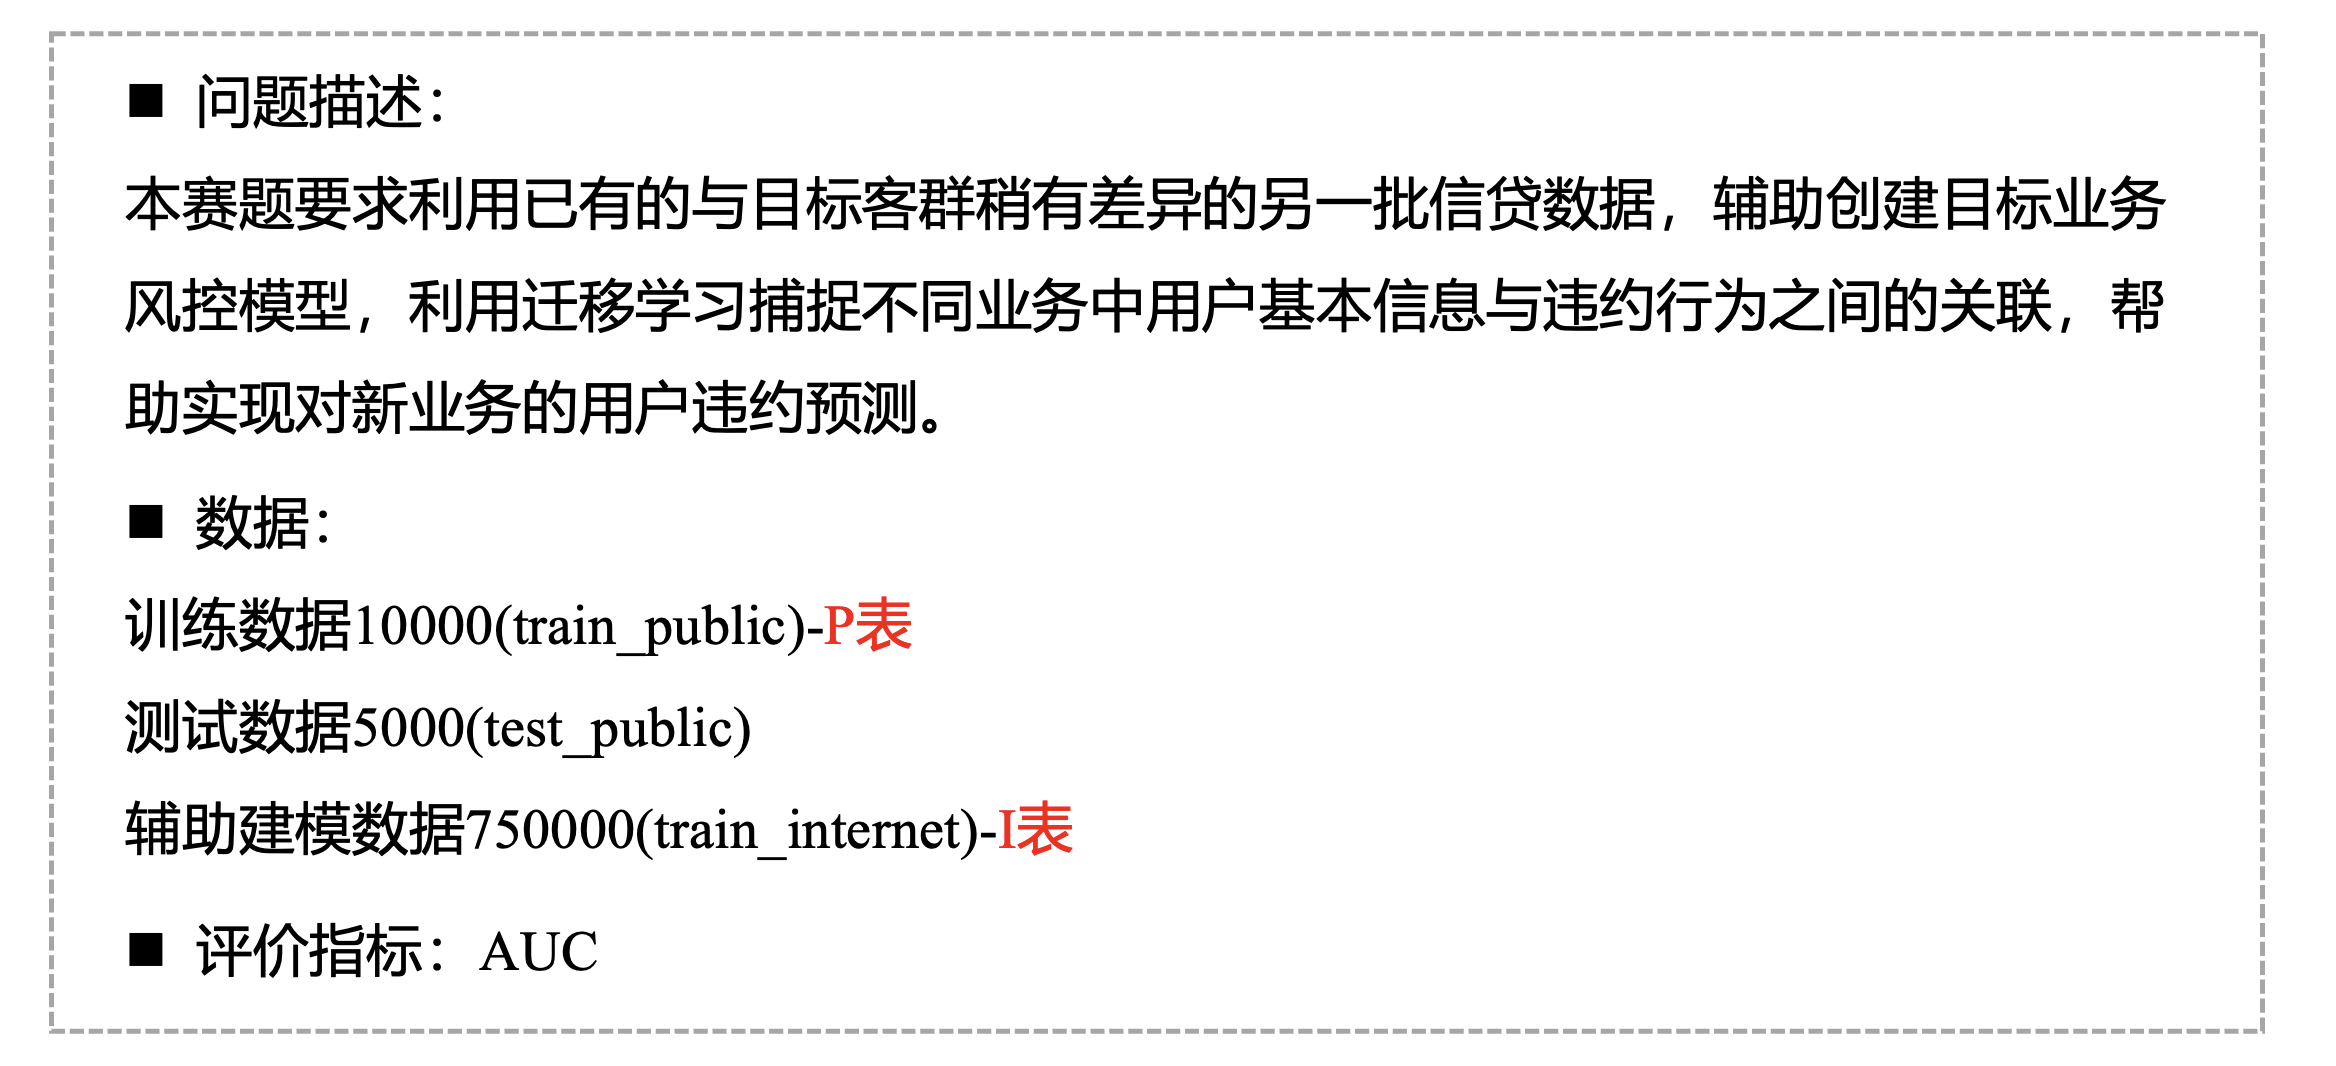 ■ 问题描述：
本赛题要求利用已有的与目标客群稍有差异的另一批信贷数据，辅助创建目标业务
风控模型，利用迁移学习捕捉不同业务中用户基本信息与违约行为之间的关联，帮
助实现对新业务的用户违约预测。
■ 数据：
训练数据10000(train_public)-P表
测试数据5000(test_public)
辅助建模数据750000(train_internet)-I表
■ 评价指标：AUC